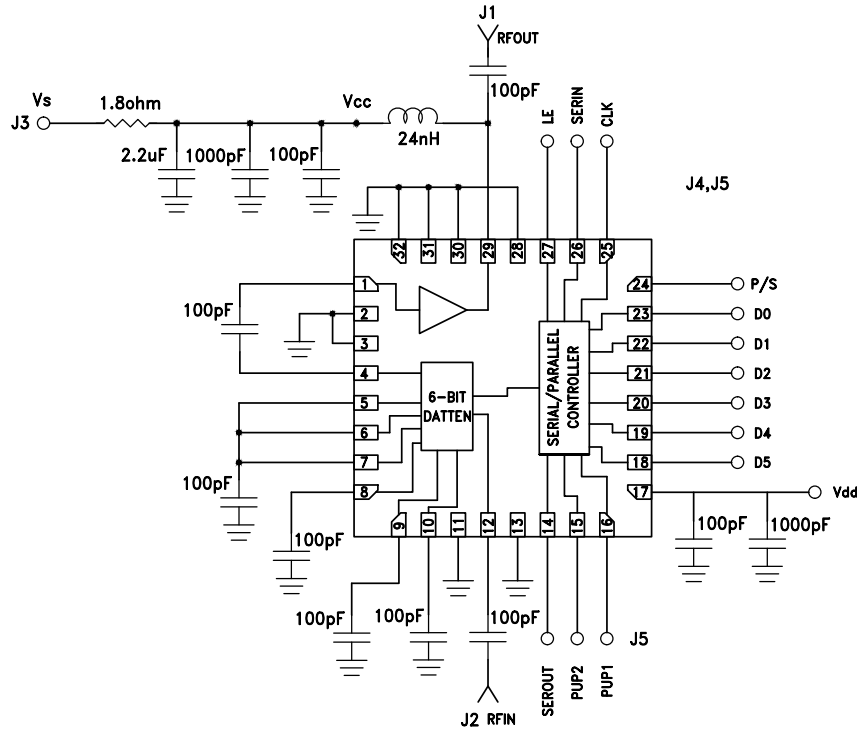 J1
RFOUT
100pF
Vs
1.8ohm
Vcc
J3
24nH
2.2uF
1000pF
100pF
LE
SERIN
CLK
J4,J5
32
31
30
29
28
27
26
25
1
2
3
4
5
6
7
8
24
23
22
21
20
19
18
17
P/S
D0
D1
D2
D3
D4
D5
Vdd
100pF
6-BIT
DATTEN
SERIAL/PARALLEL
CONTROLLER
100pF
100pF
9
10
11
12
13
14
15
16
100pF
1000pF
100pF
100pF
100pF
J5
SEROUT
PUP2
PUP1
J2
RFIN